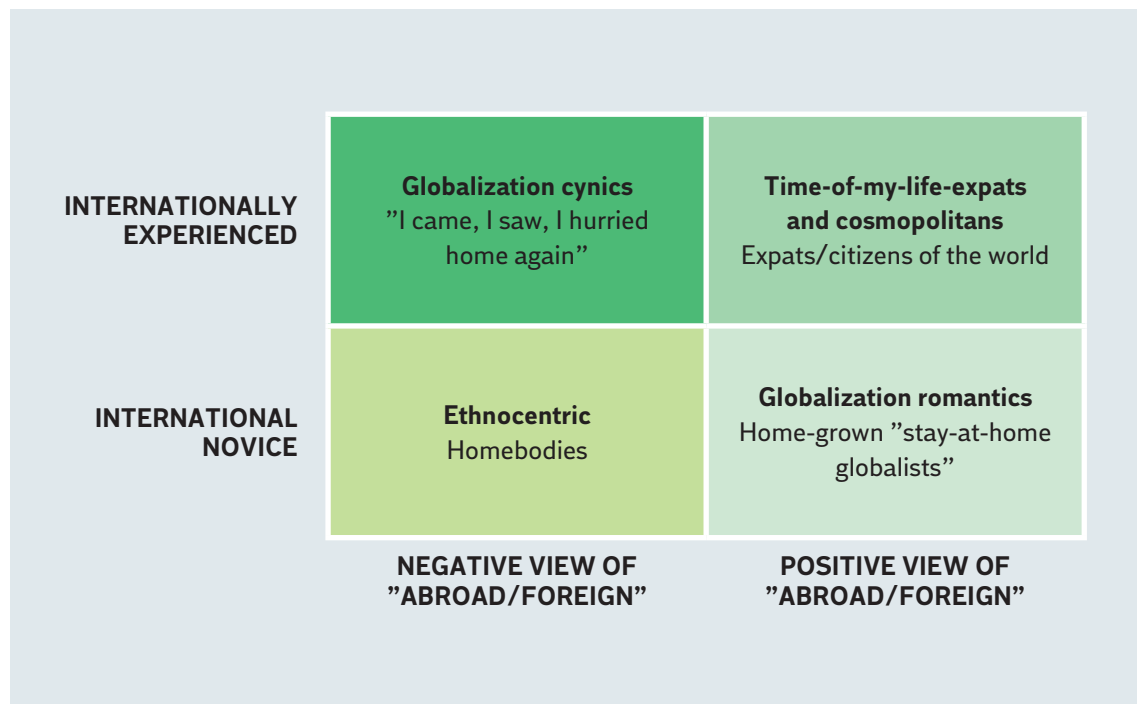 INTERNATIONALLY
EXPERIENCED
Globalization cynics
”I came, I saw, I hurried
home again”
Time-of-my-life-expats
and cosmopolitans
Expats/citizens of the world
INTERNATIONAL
NOVICE
Ethnocentric
Homebodies
Globalization romantics
Home-grown ”stay-at-home
globalists”
NEGATIVE VIEW OF
”ABROAD/FOREIGN”
POSITIVE VIEW OF
”ABROAD/FOREIGN”